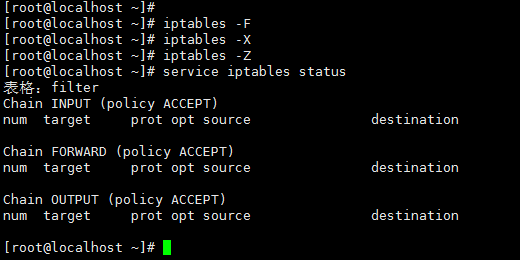 [root@localhost ~]#
[root@localhost ~]# iptables -F
[root@localhost ~]# iptables -X
[root@localhost ~]# iptables -Z
[root@localhost ~]# service iptables status
表格：filter
Chain INPUT (policy ACCEPT)
num  target     prot opt source               destination
Chain FORWARD (policy ACCEPT)
num  target     prot opt source               destination
Chain OUTPUT (policy ACCEPT)
num  target     prot opt source               destination
[root@localhost ~]#